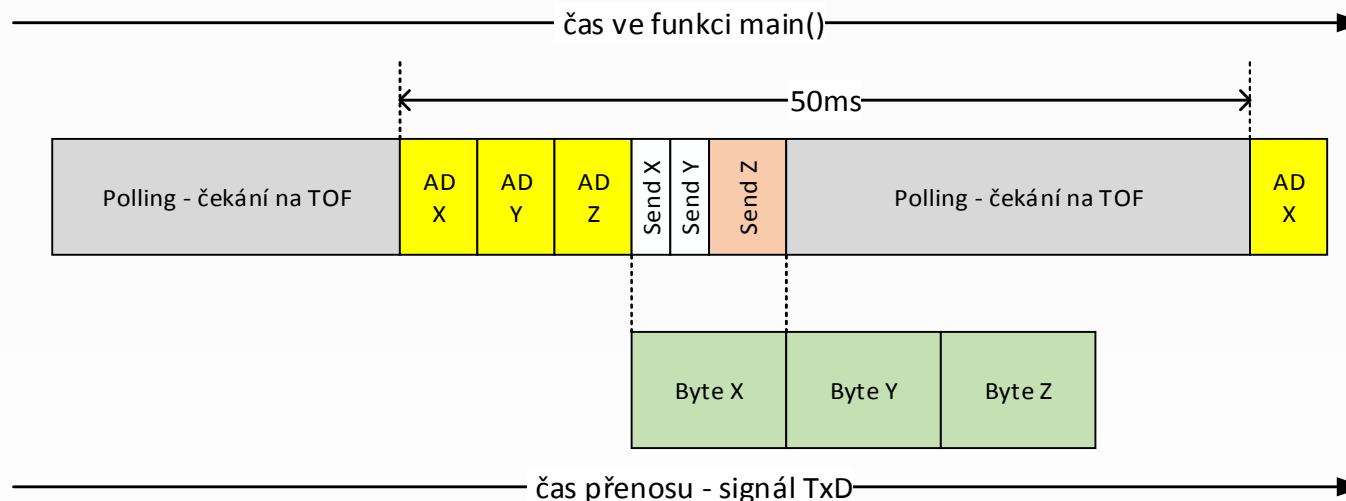 čas ve funkci main()
50ms
Polling - čekání na TOF
AD
X
AD
Y
AD
Z
Send X
Send Y
Send Z
Polling - čekání na TOF
AD
X
Byte X
Byte Y
Byte Z
čas přenosu - signál TxD